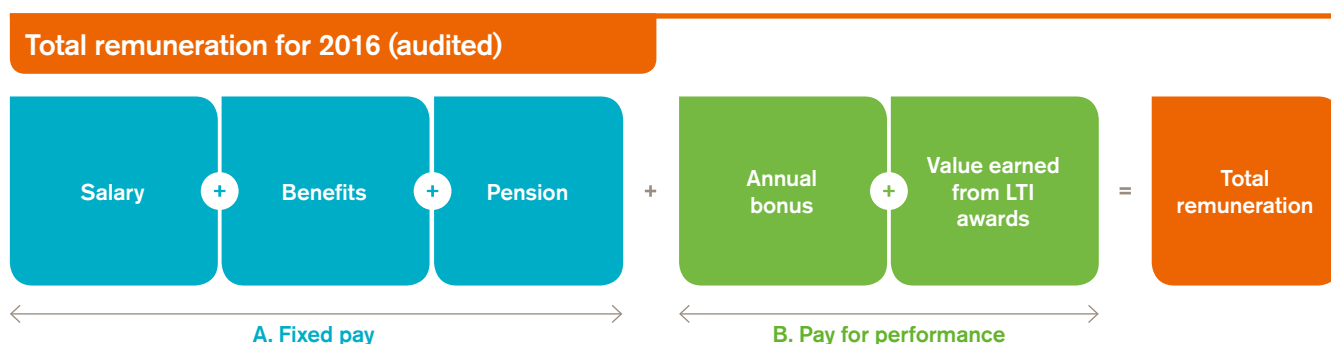 Total remuneration for 2016 (audited)
Salary
+
Benefits
+
Pension
+
Annual
bonus
+
Value earned
from LTI
awards
=
Total
remuneration
A. Fixed pay
B. Pay for performance